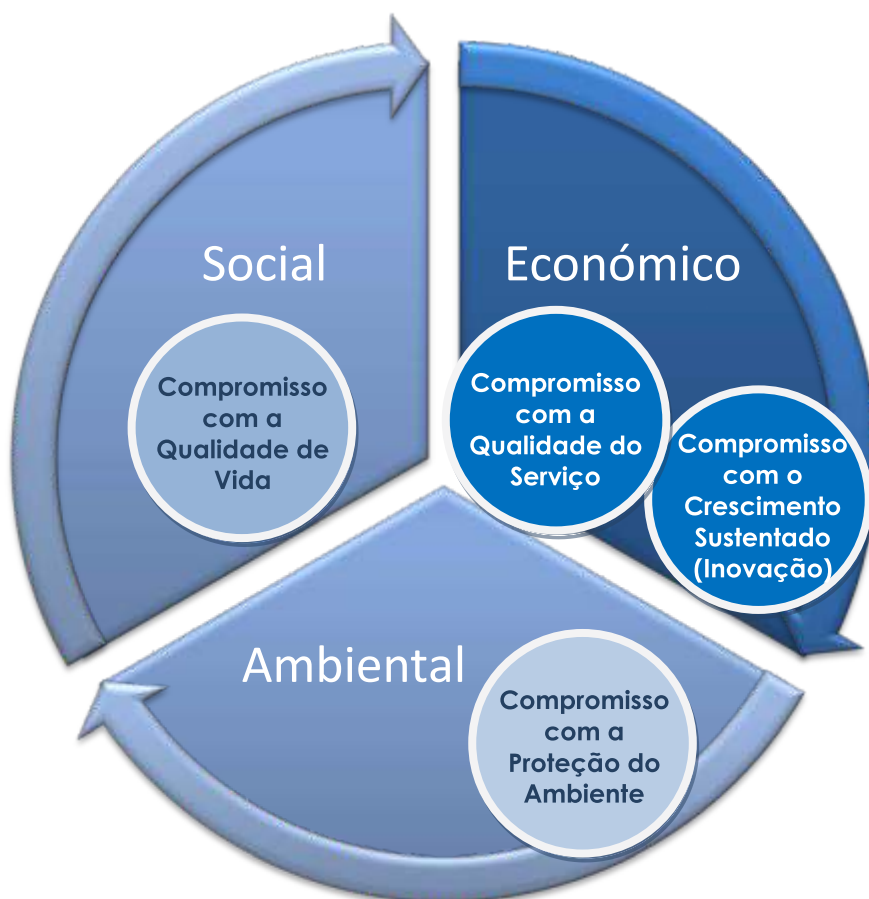 Social
Compromisso
com a
Qualidade de
Vida
Económico
Compromisso
com a
Qualidade do
Serviço
Compromisso
com o
Crescimento
Sustentado
(Inovação)
Ambiental
Compromisso
com a
Proteção do
Ambiente